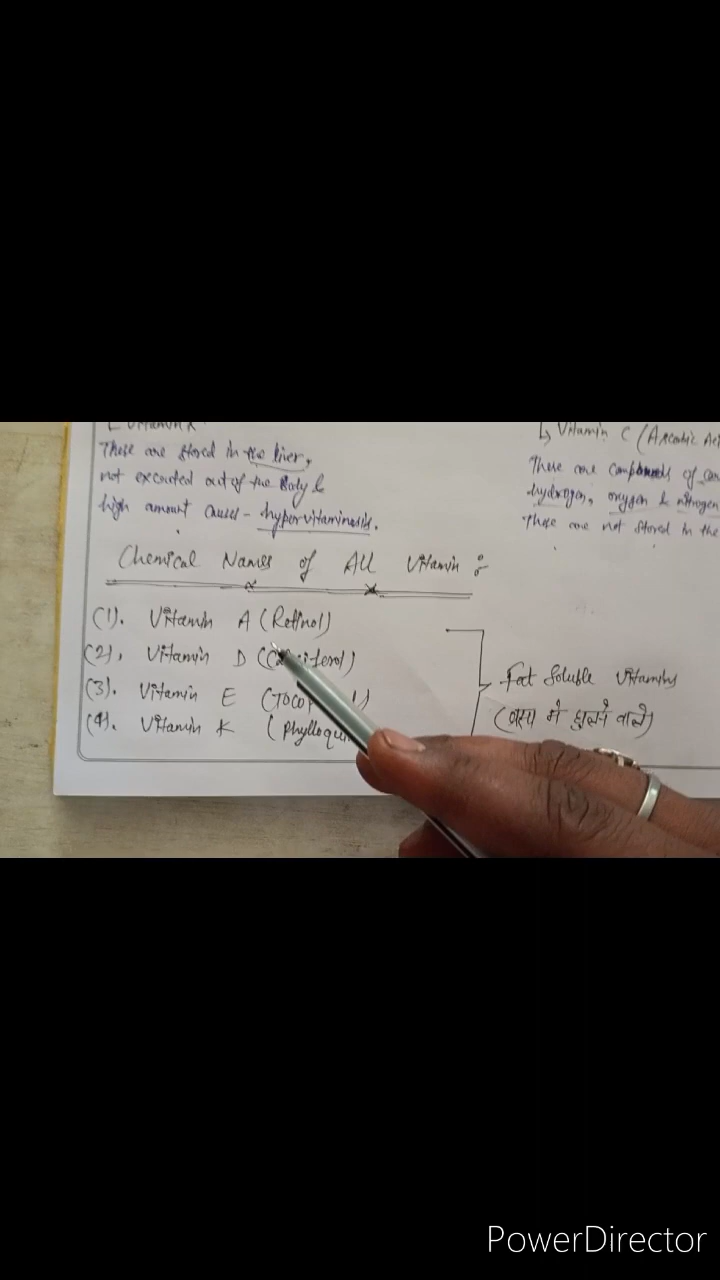 Vitamin K
These are stored in the liver,
not excreted out of the Body &
high amount causes - hypervitaminosis.
Vitamin C (Ascorbic
These are compounds of
hydrogen, oxygen & nitrogen
These are not stored in the
Chemical Names of All Vitamin :-
(1). Vitamin A (Retinol)
(2). Vitamin D
(3). Vitamin E
(4). Vitamin K
Fat Soluble Vitamins
(वसा में घुलने वाले)
PowerDirector